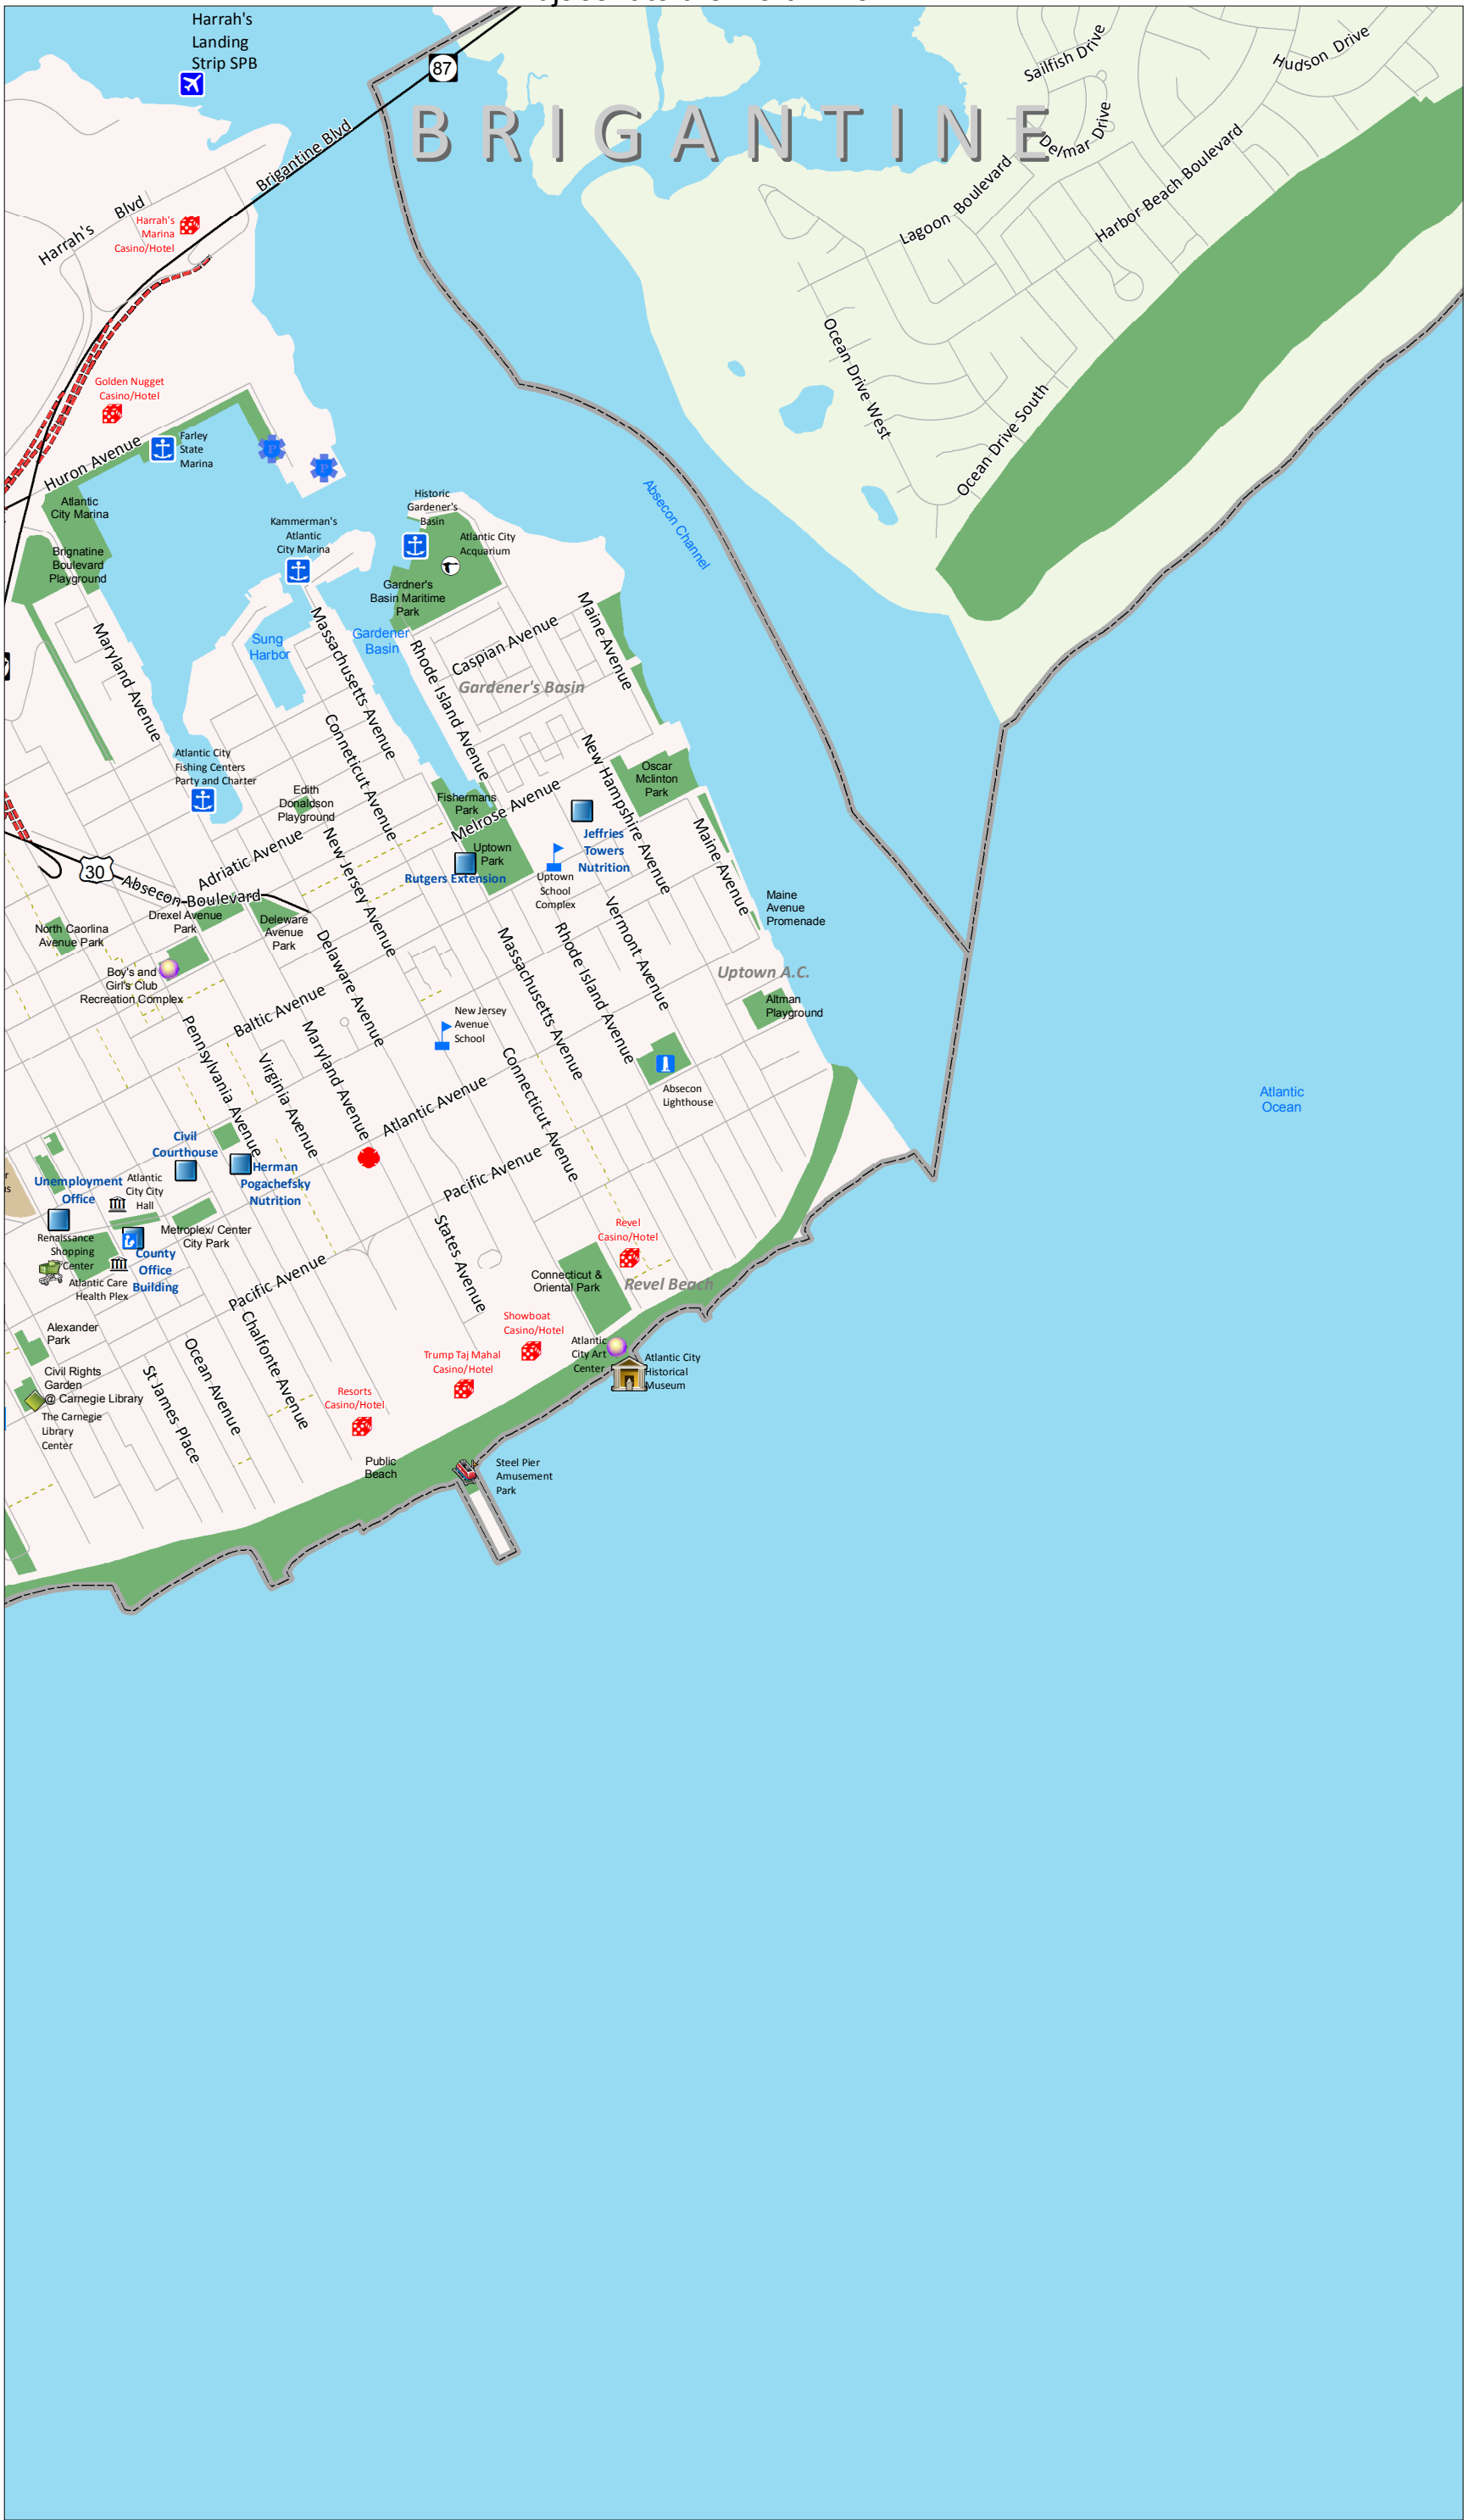 Harrah's
Landing
Strip SPB
87
BRIGANTINE
Sailfish Drive
Hudson Drive
Delmar Drive
Brigantine Blvd
Harrah's Blvd
Harrah's
Marina
Casino/Hotel
Lagoon Boulevard
Harbor Beach Boulevard
Ocean Drive West
Ocean Drive South
Golden Nugget
Casino/Hotel
Huron Avenue
Farley
State
Marina
P
P
Atlantic
City Marina
Brignatine
Boulevard
Playground
Kammerman's
Atlantic
City Marina
Historic
Gardener's
Basin
Atlantic City
Acquarium
Gardner's
Basin Maritime
Park
Absecon Channel
Sung
Harbor
Gardener
Basin
Maryland Avenue
Massachusetts Avenue
Rhode Island Avenue
Caspian Avenue
Maine Avenue
Gardener's Basin
Conneticut Avenue
New Hampshire Avenue
Atlantic City
Fishing Centers
Party and Charter
Edith
Donaldson
Playground
Fishermans
Park
Melrose Avenue
Oscar
Mclinton
Park
Jeffries
Towers
Nutrition
Uptown
Park
Rutgers Extension
Uptown
School
Complex
Maine Avenue
Adriatic Avenue
New Jersey Avenue
30
Absecon Boulevard
Drexel Avenue
Park
Deleware
Avenue
Park
North Caorlina
Avenue Park
Boy's and
Girl's Club
Recreation Complex
Maine
Avenue
Promenade
Vermont Avenue
Rhode Island Avenue
Massachusetts Avenue
Delaware Avenue
Uptown A.C.
Altman
Playground
Baltic Avenue
New Jersey
Avenue
School
Pennsylvania Avenue
Virginia Avenue
Maryland Avenue
Atlantic Avenue
Connecticut Avenue
Absecon
Lighthouse
Atlantic
Ocean
Civil
Courthouse
Herman
Pogachefsky
Nutrition
Unemployment
Office
Atlantic
City City
Hall
Pacific Avenue
Metroplex/ Center
City Park
Renaissance
Shopping
Center
County
Office
Building
Atlantic Care
Health Plex
States Avenue
Revel
Casino/Hotel
Connecticut &
Oriental Park
Revel Beach
Pacific Avenue
Showboat
Casino/Hotel
Atlantic
City Art
Center
Atlantic City
Historical
Museum
Trump Taj Mahal
Casino/Hotel
Resorts
Casino/Hotel
Alexander
Park
Civil Rights
Garden
@ Carnegie Library
The Carnegie
Library
Center
St James Place
Ocean Avenue
Chalfonte Avenue
Public
Beach
Steel Pier
Amusement
Park